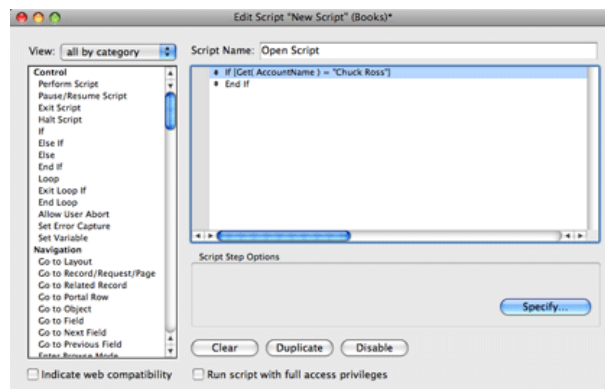 Edit Script "New Script" (Books)*
View: all by category
Script Name: Open Script
Control
Perform Script
Pause/Resume Script
Exit Script
Halt Script
If
Else If
Else
End If
Loop
Exit Loop If
End Loop
Allow User Abort
Set Error Capture
Set Variable
Navigation
Go to Layout
Go to Record/Request/Page
Go to Related Record
Go to Portal Row
Go to Object
Go to Field
Go to Next Field
Go to Previous Field
Enter Browse Mode
If [Get( AccountName ) = "Chuck Ross"]
End If
Script Step Options
Specify...
Clear
Duplicate
Disable
Indicate web compatibility
Run script with full access privileges